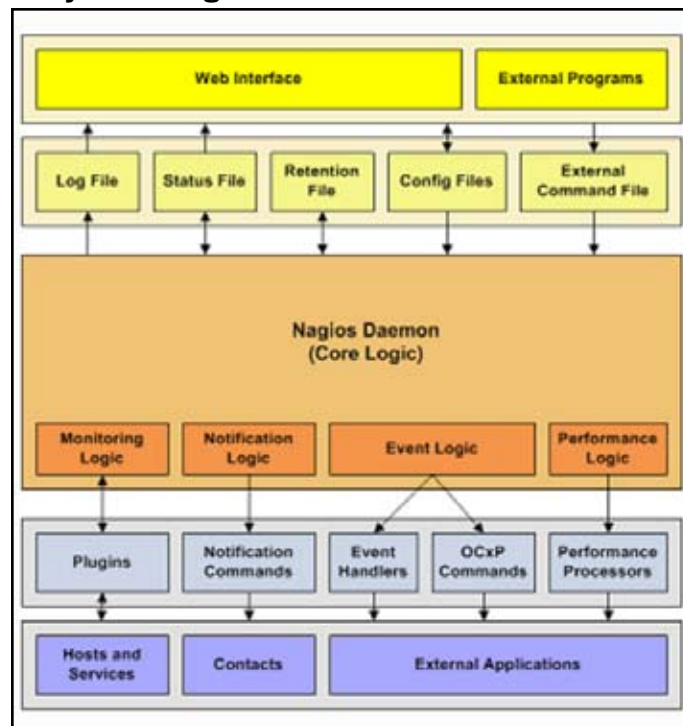 Web Interface
External Programs
Log File
Status File
Retention
File
Config Files
External
Command File
Nagios Daemon
(Core Logic)
Monitoring
Logic
Notification
Logic
Event Logic
Performance
Logic
Plugins
Notification
Commands
Event
Handlers
OCxP
Commands
Performance
Processors
Hosts and
Services
Contacts
External Applications